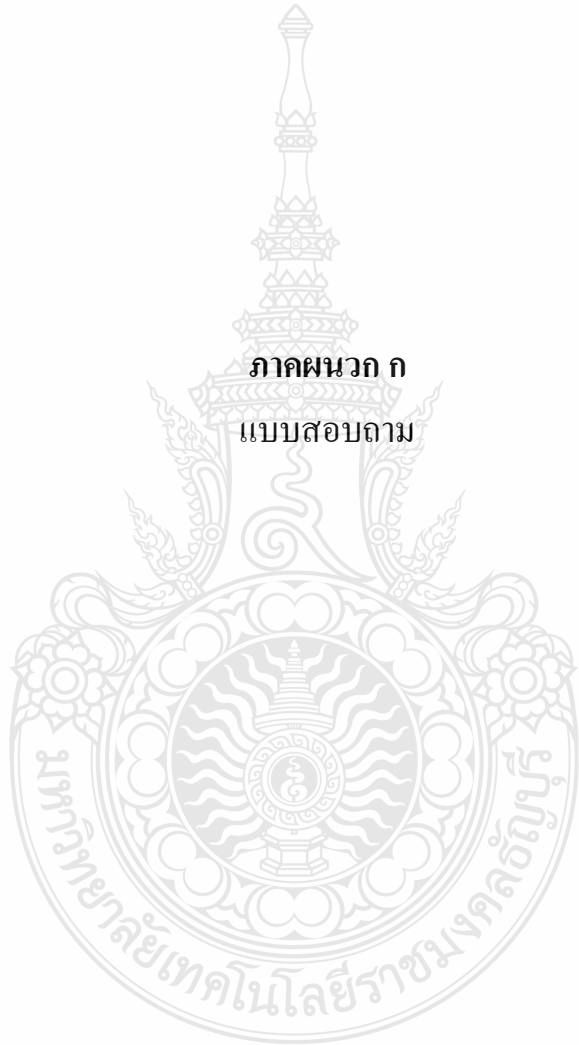 ภาคผนวก ก
แบบสอบถาม
มหาวิทยาลัยเทคโนโลยีราชมงคลธัญบุรี